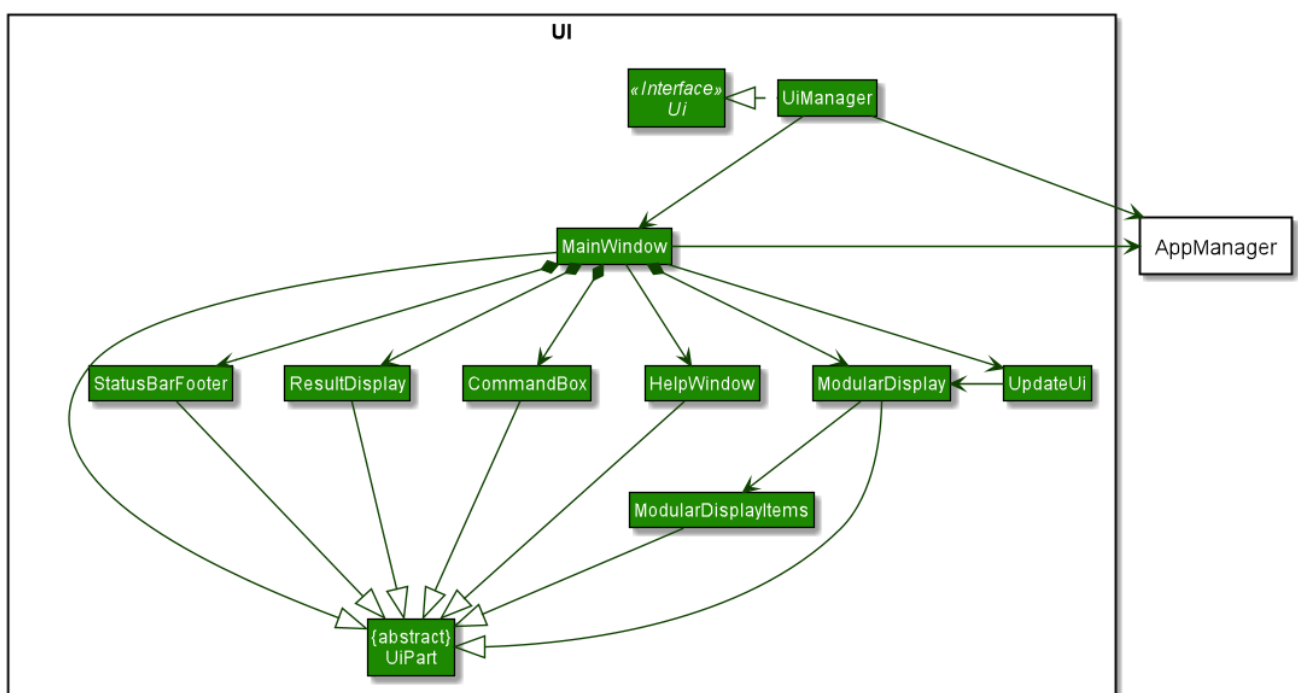 UI
«Interface»
Ui
UiManager
MainWindow
AppManager
StatusBarFooter
ResultDisplay
CommandBox
HelpWindow
ModularDisplay
UpdateUi
ModularDisplayItems
{abstract}
UiPart